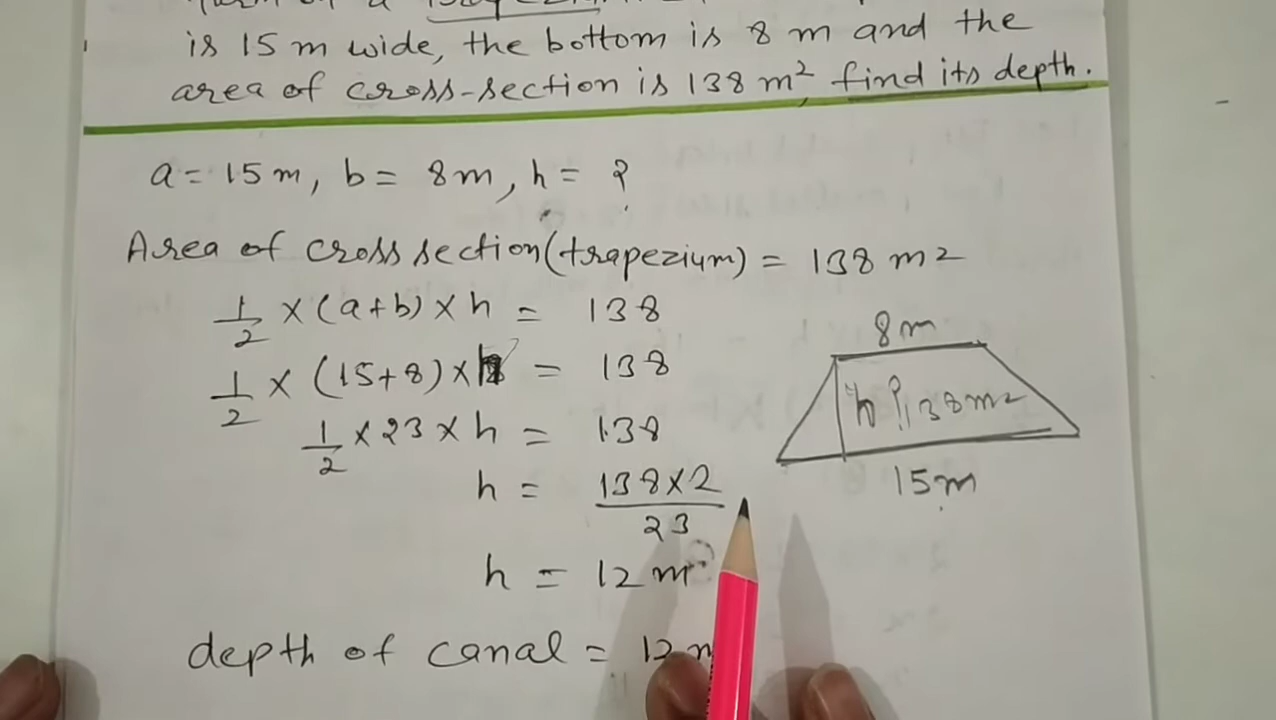 is 15 m wide, the bottom is 8 m and the
area of cross-section is 138 m², find its depth.
a = 15 m, b = 8 m, h = ?
Area of cross section (trapezium) = 138 m2
1/2 × (a+b) × h = 138
1/2 × (15+8) × h = 138
1/2 × 23 × h = 138
h = 138×2/23
h = 12 m
depth of canal = 12 m
8 m
h ? 138 m2
15 m